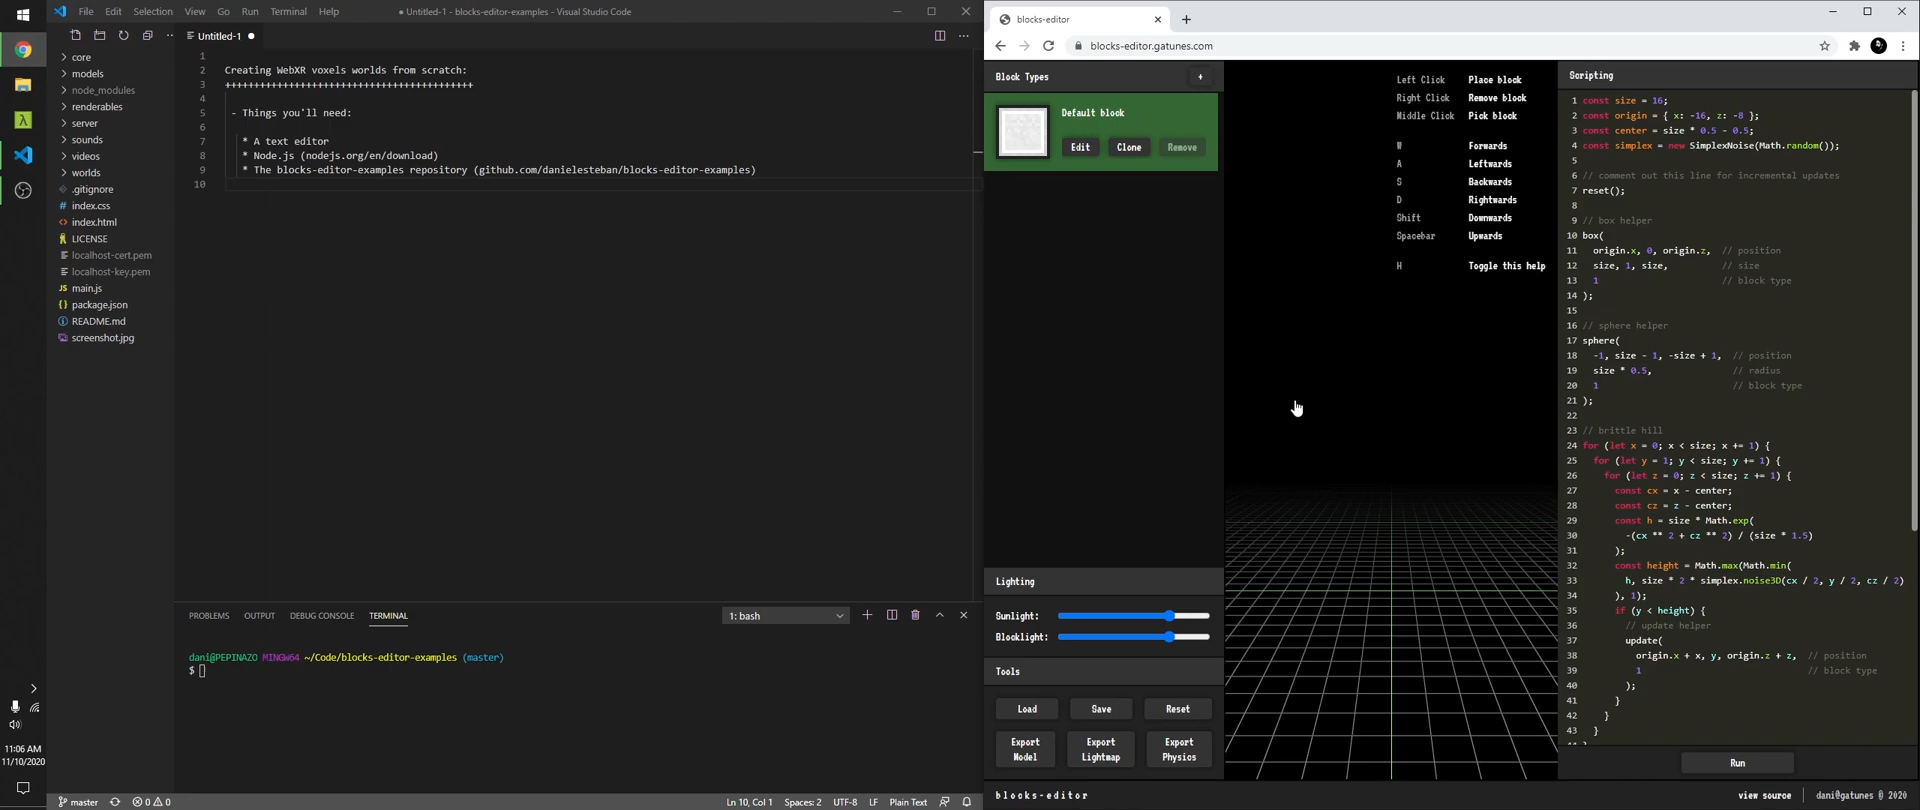 File Edit Selection View Go Run Terminal Help
● Untitled-1 - blocks-editor-examples - Visual Studio Code
Untitled-1 ●
core
models
node_modules
renderables
server
sounds
videos
worlds
.gitignore
index.css
index.html
LICENSE
localhost-cert.pem
localhost-key.pem
main.js
package.json
README.md
screenshot.jpg
1
2 Creating WebXR voxels worlds from scratch:
3 +++++++++++++++++++++++++++++++++++++++++++
4
5 - Things you'll need:
6
7 * A text editor
8 * Node.js (nodejs.org/en/download)
9 * The blocks-editor-examples repository (github.com/danielesteban/blocks-editor-examples)
10
PROBLEMS OUTPUT DEBUG CONSOLE TERMINAL
1: bash
dani@PEPINAZO MINGW64 ~/Code/blocks-editor-examples (master)
$
11:06 AM
11/10/2020
master 0 0
Ln 10, Col 1 Spaces: 2 UTF-8 LF Plain Text
blocks-editor
blocks-editor.gatunes.com
Block Types +
Default block
Edit Clone Remove
Lighting
Sunlight:
Blocklight:
Tools
Load Save Reset
Export Model
Export Lightmap
Export Physics
Left Click Place block
Right Click Remove block
Middle Click Pick block
W Forwards
A Leftwards
S Backwards
D Rightwards
Shift Downwards
Spacebar Upwards
H Toggle this help
Scripting
1 const size = 16;
2 const origin = { x: -16, z: -8 };
3 const center = size * 0.5 - 0.5;
4 const simplex = new SimplexNoise(Math.random());
5
6 // comment out this line for incremental updates
7 reset();
8
9 // box helper
10 box(
11 origin.x, 0, origin.z, // position
12 size, 1, size, // size
13 1 // block type
14 );
15
16 // sphere helper
17 sphere(
18 -1, size - 1, -size + 1, // position
19 size * 0.5, // radius
20 1 // block type
21 );
22
23 // brittle hill
24 for (let x = 0; x < size; x += 1) {
25 for (let y = 1; y < size; y += 1) {
26 for (let z = 0; z < size; z += 1) {
27 const cx = x - center;
28 const cz = z - center;
29 const h = size * Math.exp(
30 -(cx ** 2 + cz ** 2) / (size * 1.5)
31 );
32 const height = Math.max(Math.min(
33 h, size * 2 * simplex.noise3D(cx / 2, y / 2, cz / 2)
34 ), 1);
35 if (y < height) {
36 // update helper
37 update(
38 origin.x + x, y, origin.z + z, // position
39 1 // block type
40 );
41 }
42 }
43 }
Run
blocks-editor
view source
dani@gatunes @ 2020